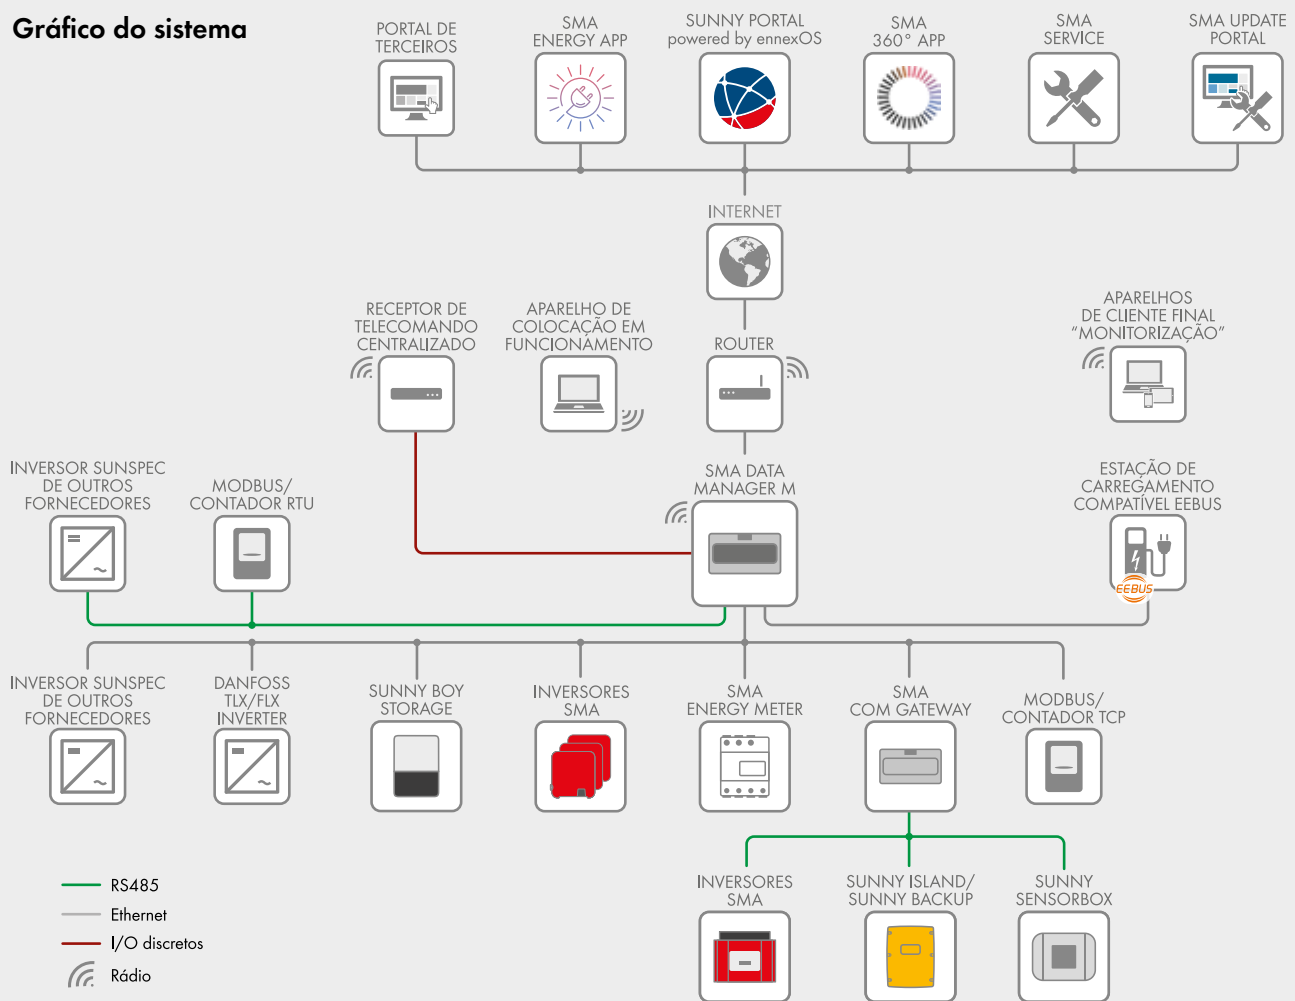 Gráfico do sistema
PORTAL DE
TERCEIROS
SMA
ENERGY APP
SUNNY PORTAL
powered by ennexOS
SMA
360° APP
SMA
SERVICE
SMA UPDATE
PORTAL
INTERNET
RECEPTOR DE
TELECOMANDO
CENTRALIZADO
APARELHO DE
COLOCAÇÃO EM
FUNCIONAMENTO
ROUTER
APARELHOS
DE CLIENTE FINAL
“MONITORIZAÇÃO”
INVERSOR SUNSPEC
DE OUTROS
FORNECEDORES
MODBUS/
CONTADOR RTU
SMA DATA
MANAGER M
ESTAÇÃO DE
CARREGAMENTO
COMPATÍVEL EEBUS
EEBUS
INVERSOR SUNSPEC
DE OUTROS
FORNECEDORES
DANFOSS
TLX/FLX
INVERTER
SUNNY BOY
STORAGE
INVERSORES
SMA
SMA
ENERGY METER
SMA
COM GATEWAY
MODBUS/
CONTADOR TCP
INVERSORES
SMA
SUNNY ISLAND/
SUNNY BACKUP
SUNNY
SENSORBOX
RS485
Ethernet
I/O discretos
Rádio